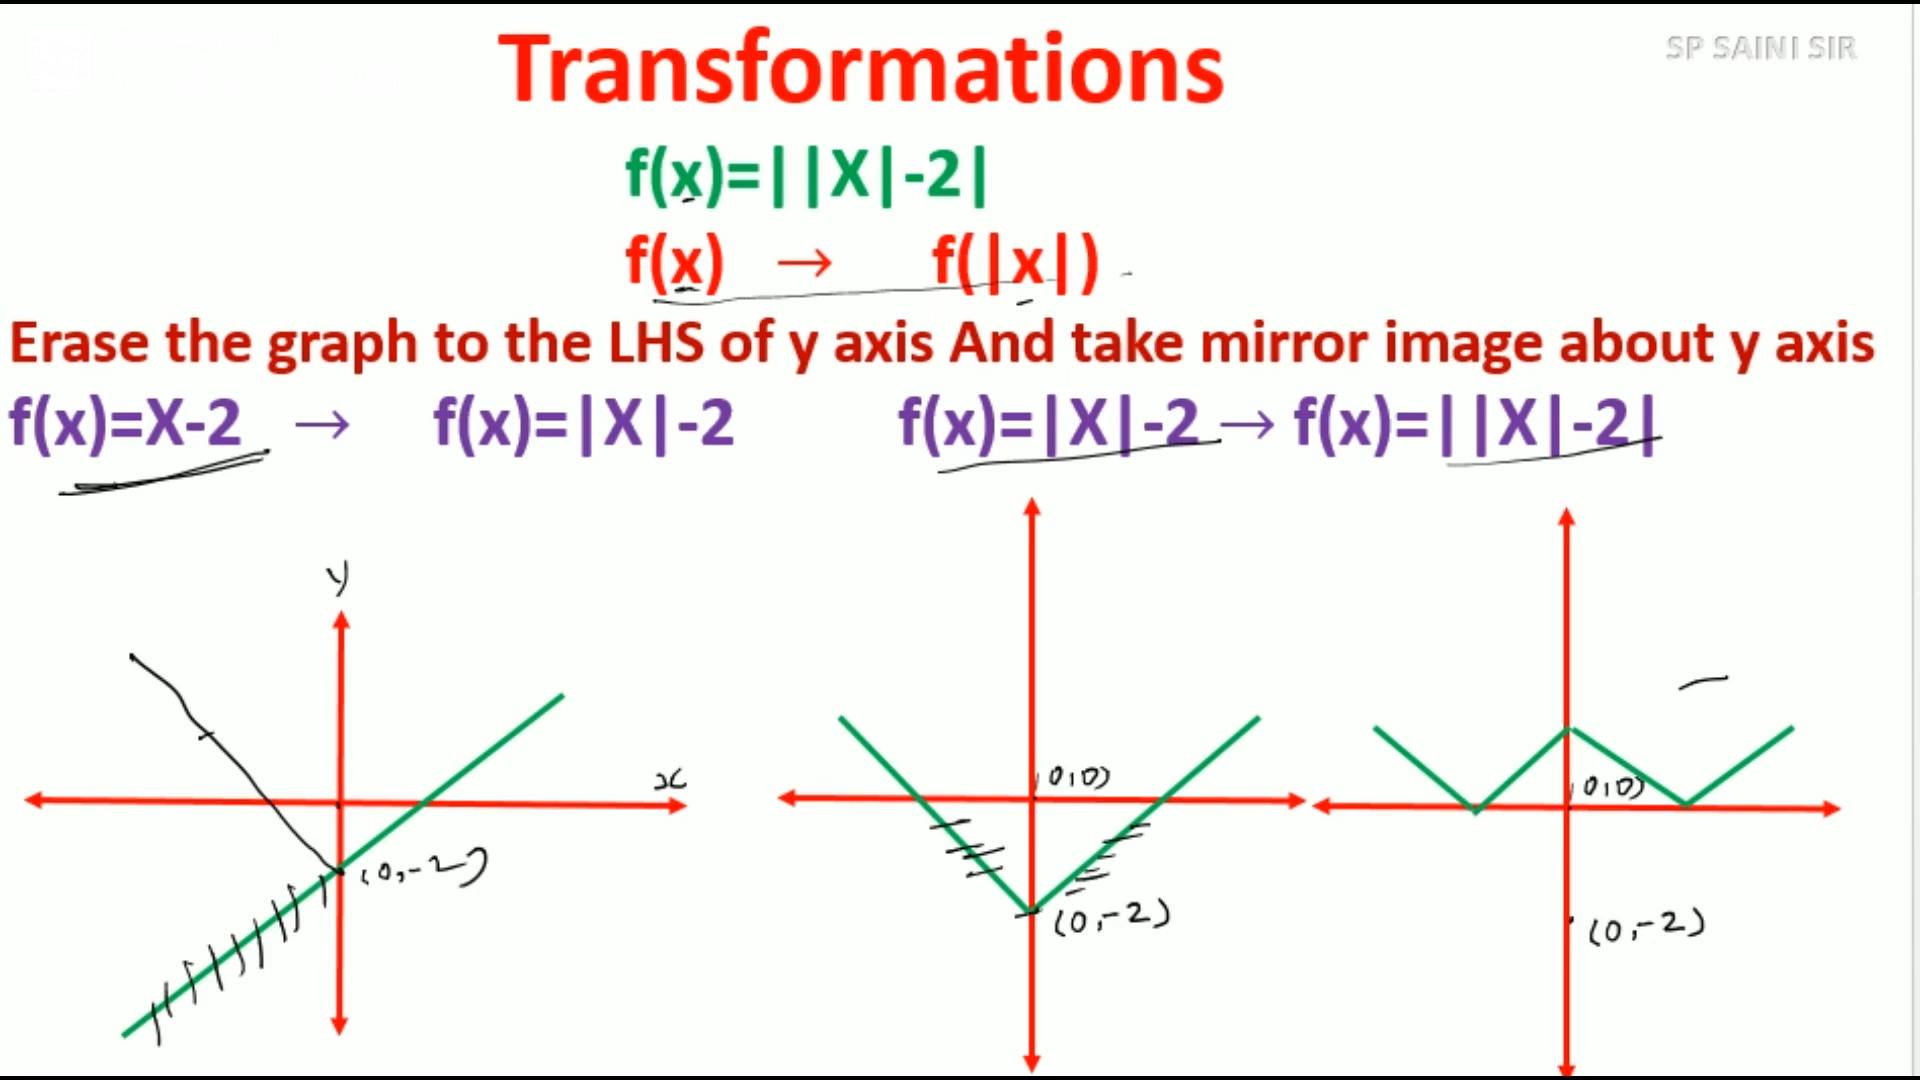 Transformations
SP SAINI SIR
f(x)=||X|-2|
f(x) → f(|x|)
Erase the graph to the LHS of y axis And take mirror image about y axis
f(x)=X-2 → f(x)=|X|-2 f(x)=|X|-2 → f(x)=||X|-2|
y
x
(0,-2)
(0,0)
(0,-2)
(0,0)
(0,-2)